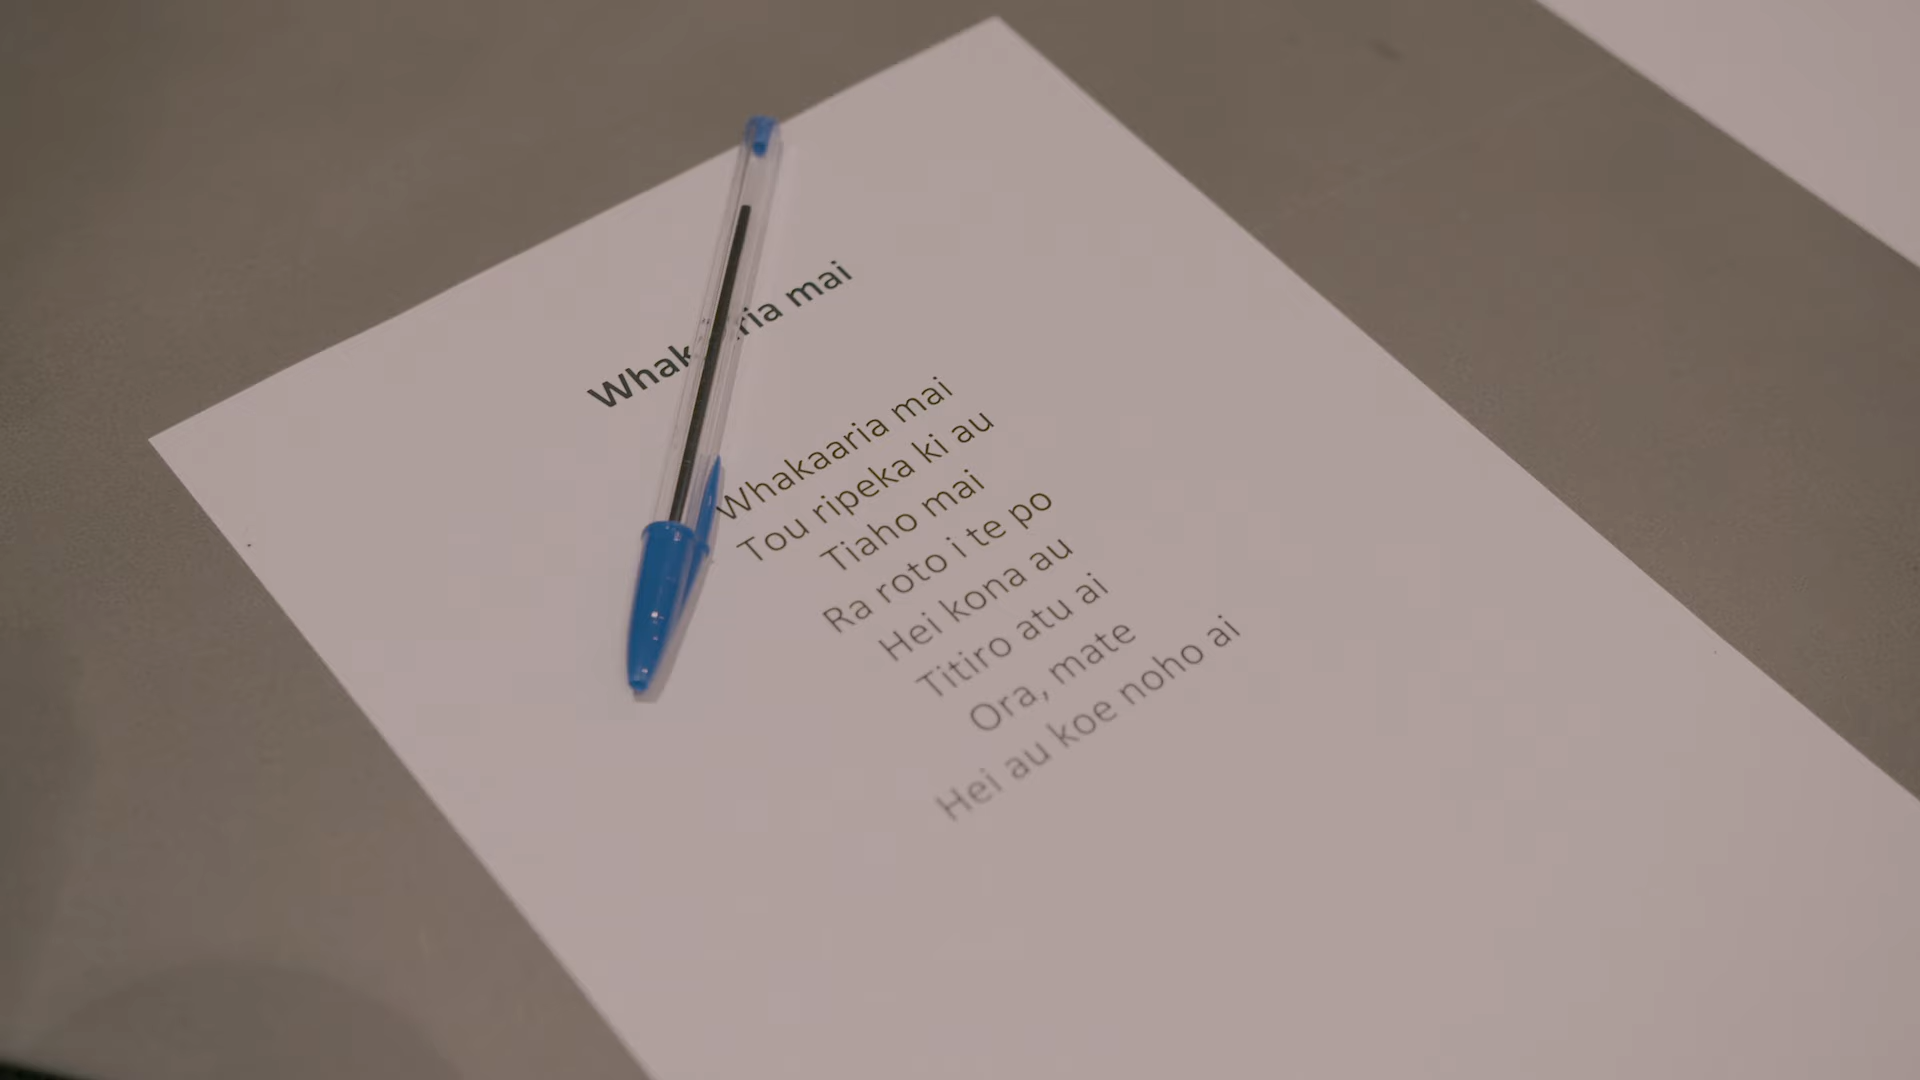 Whakaaria mai
Whakaaria mai
Tou ripeka ki au
Tiaho mai
Ra roto i te po
Hei kona au
Titiro atu ai
Ora, mate
Hei au koe noho ai